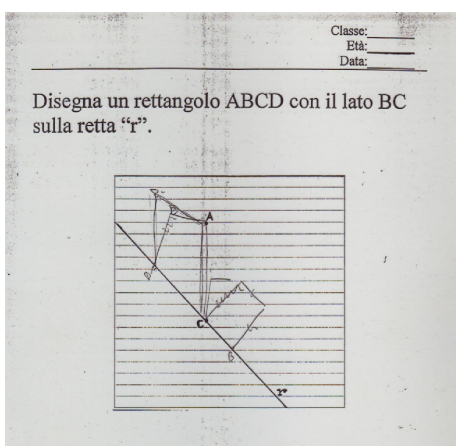 Classe:
Età:
Data:
Disegna un rettangolo ABCD con il lato BC
sulla retta “r”.
A
C
B
r